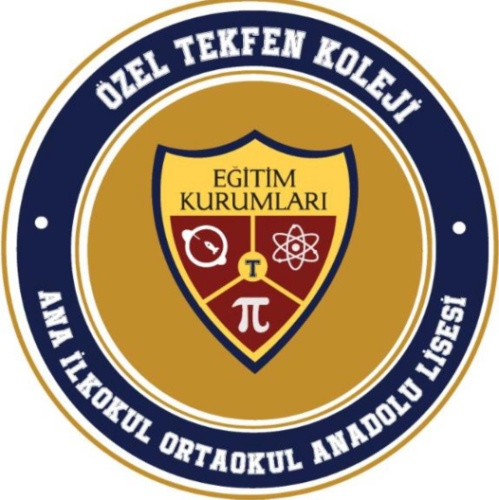 ÖZEL TEKFEN KOLEJİ
EĞİTİM
KURUMLARI
T
π
ANA İLKOKUL ORTAOKUL ANADOLU LİSESİ